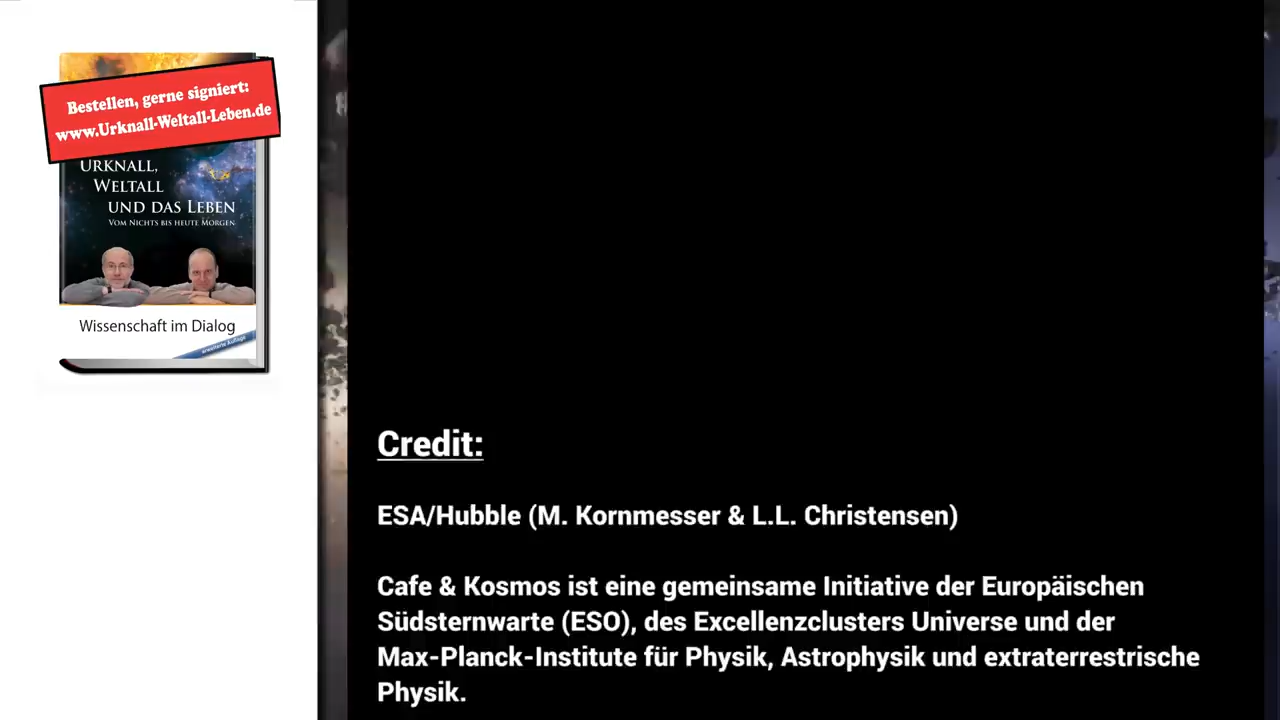 Bestellen, gerne signiert:
www.Urknall-Weltall-Leben.de
URKNALL,
WELTALL
UND DAS LEBEN
VOM NICHTS BIS HEUTE MORGEN
Wissenschaft im Dialog
erweiterte Auflage
Credit:
ESA/Hubble (M. Kornmesser & L.L. Christensen)
Cafe & Kosmos ist eine gemeinsame Initiative der Europäischen
Südsternwarte (ESO), des Excellenzclusters Universe und der
Max-Planck-Institute für Physik, Astrophysik und extraterrestrische
Physik.